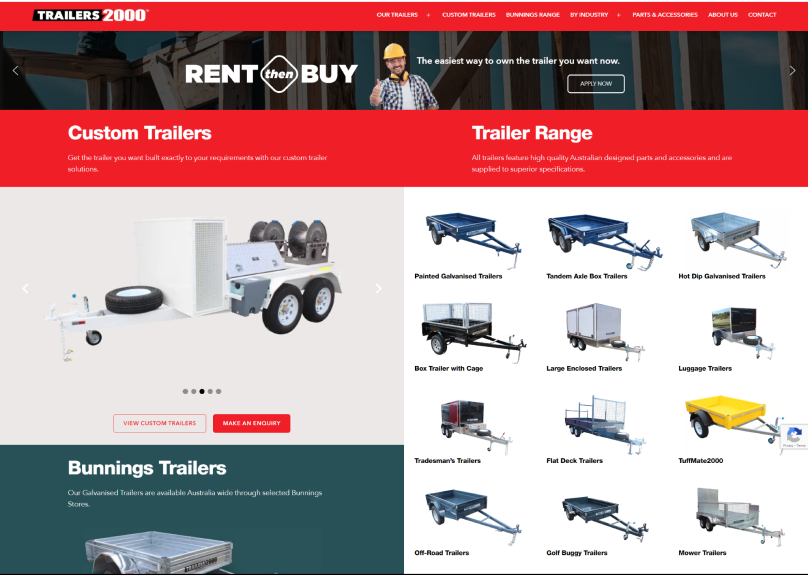 TRAILERS 2000
OUR TRAILERS + CUSTOM TRAILERS BUNNINGS RANGE BY INDUSTRY + PARTS & ACCESSORIES ABOUT US CONTACT
RENT then BUY
The easiest way to own the trailer you want now.
APPLY NOW
Custom Trailers
Get the trailer you want built exactly to your requirements with our custom trailer
solutions.
Trailer Range
All trailers feature high quality Australian designed parts and accessories and are
supplied to superior specifications.
VIEW CUSTOM TRAILERS
MAKE AN ENQUIRY
Bunnings Trailers
Our Galvanised Trailers are available Australia wide through selected Bunnings
Stores.
Painted Galvanised Trailers
Tandem Axle Box Trailers
Hot Dip Galvanised Trailers
Box Trailer with Cage
Large Enclosed Trailers
Luggage Trailers
Tradesman's Trailers
Flat Deck Trailers
TuffMate2000
Off-Road Trailers
Golf Buggy Trailers
Mower Trailers
Privacy - Terms